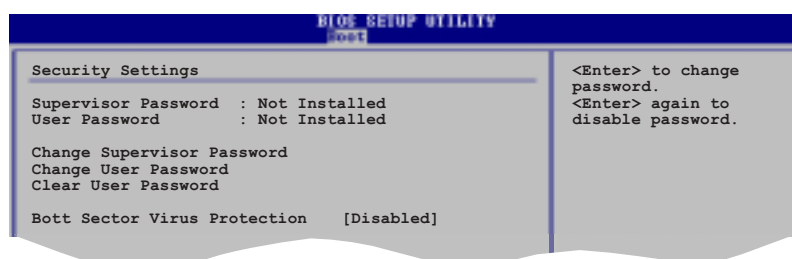 BIOS SETUP UTILITY
Boot
Security Settings
Supervisor Password : Not Installed
User Password : Not Installed
Change Supervisor Password
Change User Password
Clear User Password
Bott Sector Virus Protection [Disabled]
<Enter> to change
password.
<Enter> again to
disable password.